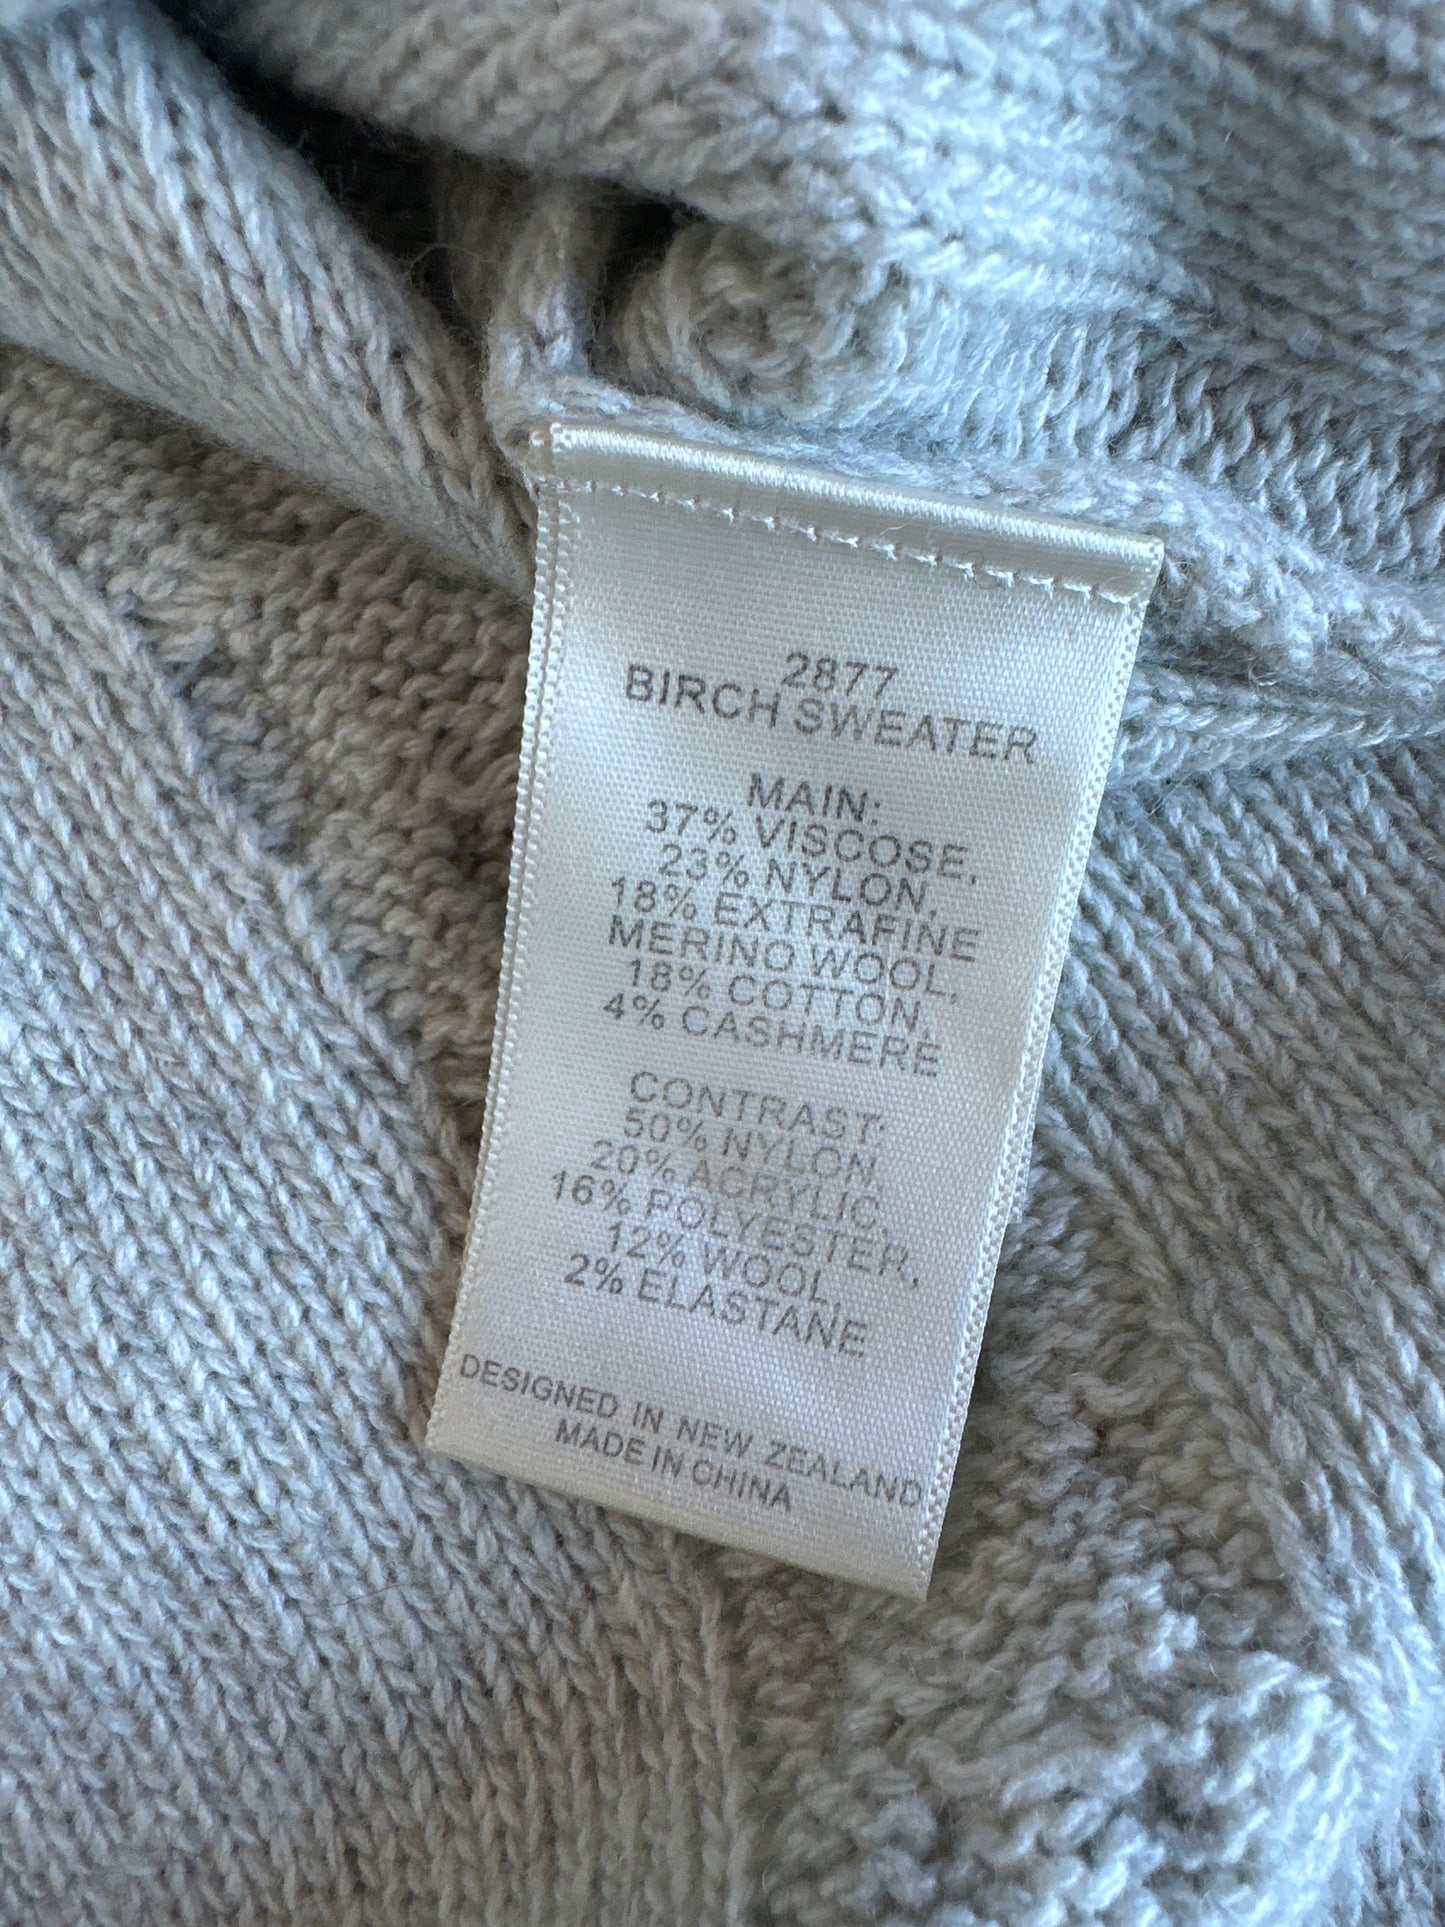 2877
BIRCH SWEATER
MAIN:
37% VISCOSE,
23% NYLON,
18% EXTRAFINE
MERINO WOOL,
18% COTTON,
4% CASHMERE
CONTRAST:
50% NYLON,
20% ACRYLIC,
16% POLYESTER,
12% WOOL,
2% ELASTANE
DESIGNED IN NEW ZEALAND
MADE IN CHINA